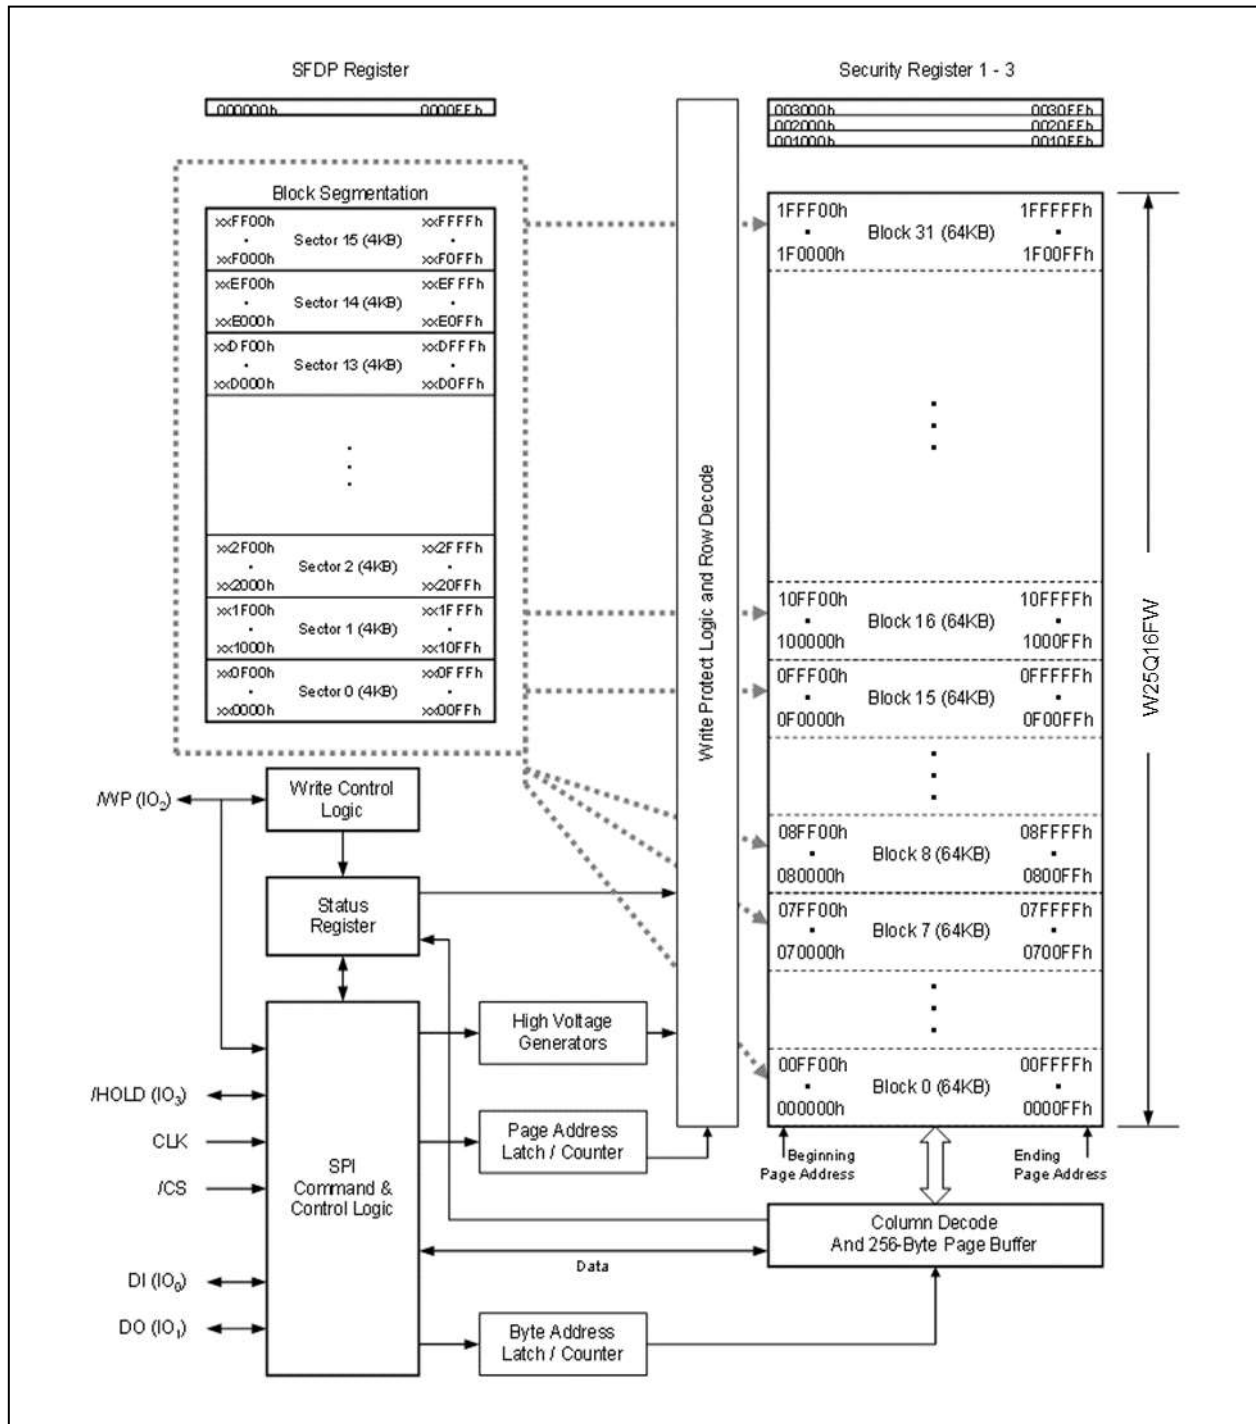 SFDP Register
000000h 0000FFh
Security Register 1 - 3
003000h 0030FFh
002000h 0020FFh
001000h 0010FFh
Block Segmentation
xxFF00h xxFFFFh
Sector 15 (4KB)
xxF000h xxF0FFh
xxEF00h xxEFFFh
Sector 14 (4KB)
xxE000h xxE0FFh
xxDF00h xxDFFFh
Sector 13 (4KB)
xxD000h xxD0FFh
xx2F00h xx2FFFh
Sector 2 (4KB)
xx2000h xx20FFh
xx1F00h xx1FFFh
Sector 1 (4KB)
xx1000h xx10FFh
xx0F00h xx0FFFh
Sector 0 (4KB)
xx0000h xx00FFh
Write Protect Logic and Row Decode
1FFF00h 1FFFFFh
Block 31 (64KB)
1F0000h 1F00FFh
10FF00h 10FFFFh
Block 16 (64KB)
100000h 1000FFh
0FFF00h 0FFFFFh
Block 15 (64KB)
0F0000h 0F00FFh
08FF00h 08FFFFh
Block 8 (64KB)
080000h 0800FFh
07FF00h 07FFFFh
Block 7 (64KB)
070000h 0700FFh
00FF00h 00FFFFh
Block 0 (64KB)
000000h 0000FFh
W25Q16FW
Beginning
Page Address
Ending
Page Address
/WP (IO2)
Write Control
Logic
Status
Register
High Voltage
Generators
/HOLD (IO3)
CLK
/CS
DI (IO0)
DO (IO1)
SPI
Command &
Control Logic
Page Address
Latch / Counter
Column Decode
And 256-Byte Page Buffer
Data
Byte Address
Latch / Counter